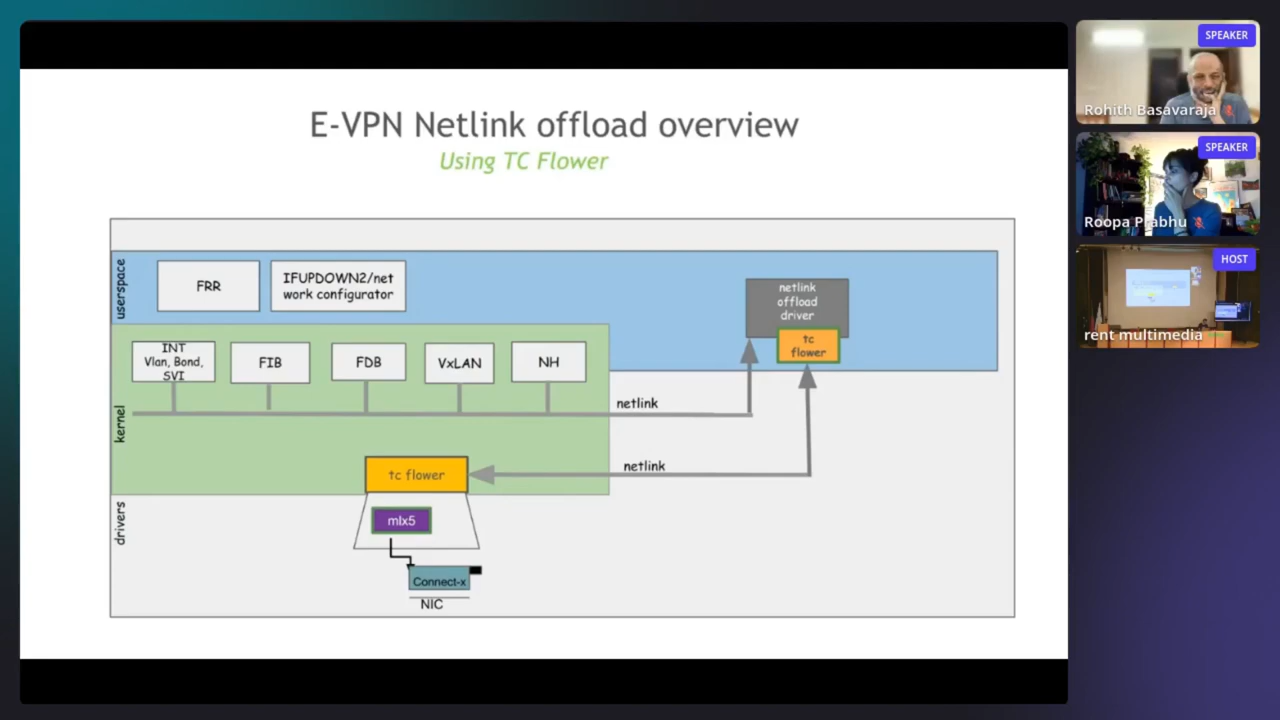 E-VPN Netlink offload overview
Using TC Flower
userspace
FRR
IFUPDOWN2/net
work configurator
netlink
offload
driver
tc
flower
kernel
INT
Vlan, Bond,
SVI
FIB
FDB
VxLAN
NH
netlink
netlink
tc flower
drivers
mlx5
Connect-x
NIC
SPEAKER
Rohith Basavaraja
SPEAKER
Roopa Prabhu
HOST
rent multimedia